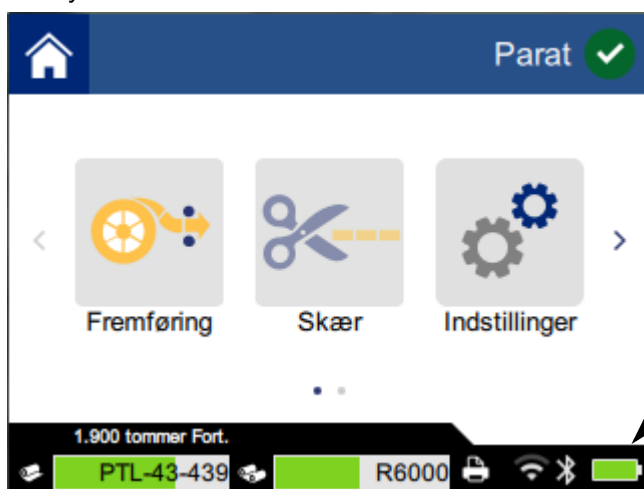 Parat
Fremføring Skær Indstillinger
1.900 tommer Fort.
PTL-43-439 R6000